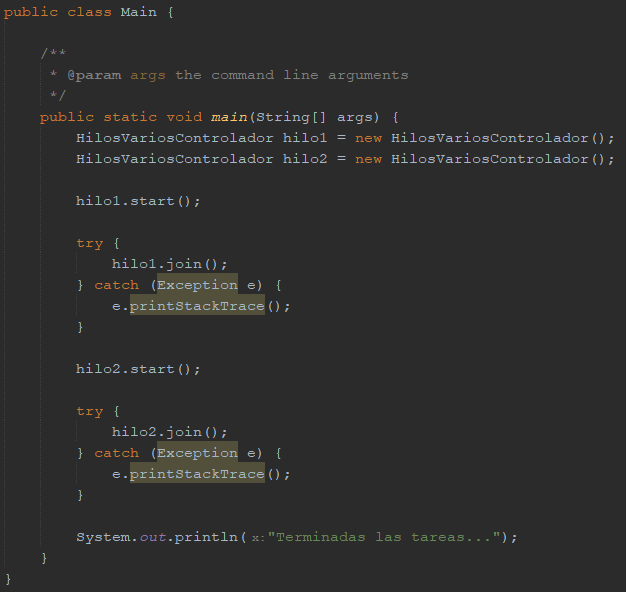 public class Main {
/**
* @param args the command line arguments
*/
public static void main(String[] args) {
HilosVariosControlador hilo1 = new HilosVariosControlador();
HilosVariosControlador hilo2 = new HilosVariosControlador();
hilo1.start();
try {
hilo1.join();
} catch (Exception e) {
e.printStackTrace();
}
hilo2.start();
try {
hilo2.join();
} catch (Exception e) {
e.printStackTrace();
}
System.out.println( x: "Terminadas las tareas...");
}
}